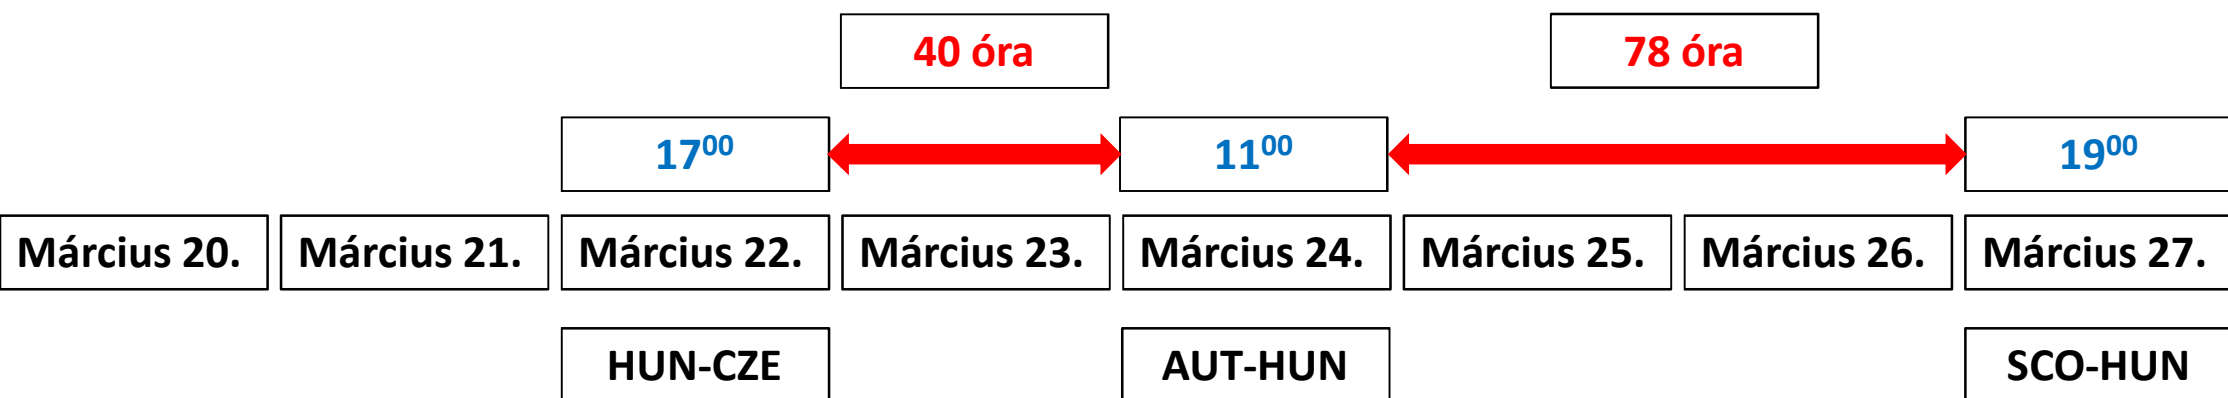 40 óra 78 óra
17⁰⁰ 11⁰⁰ 19⁰⁰
Március 20. Március 21. Március 22. Március 23. Március 24. Március 25. Március 26. Március 27.
HUN-CZE AUT-HUN SCO-HUN